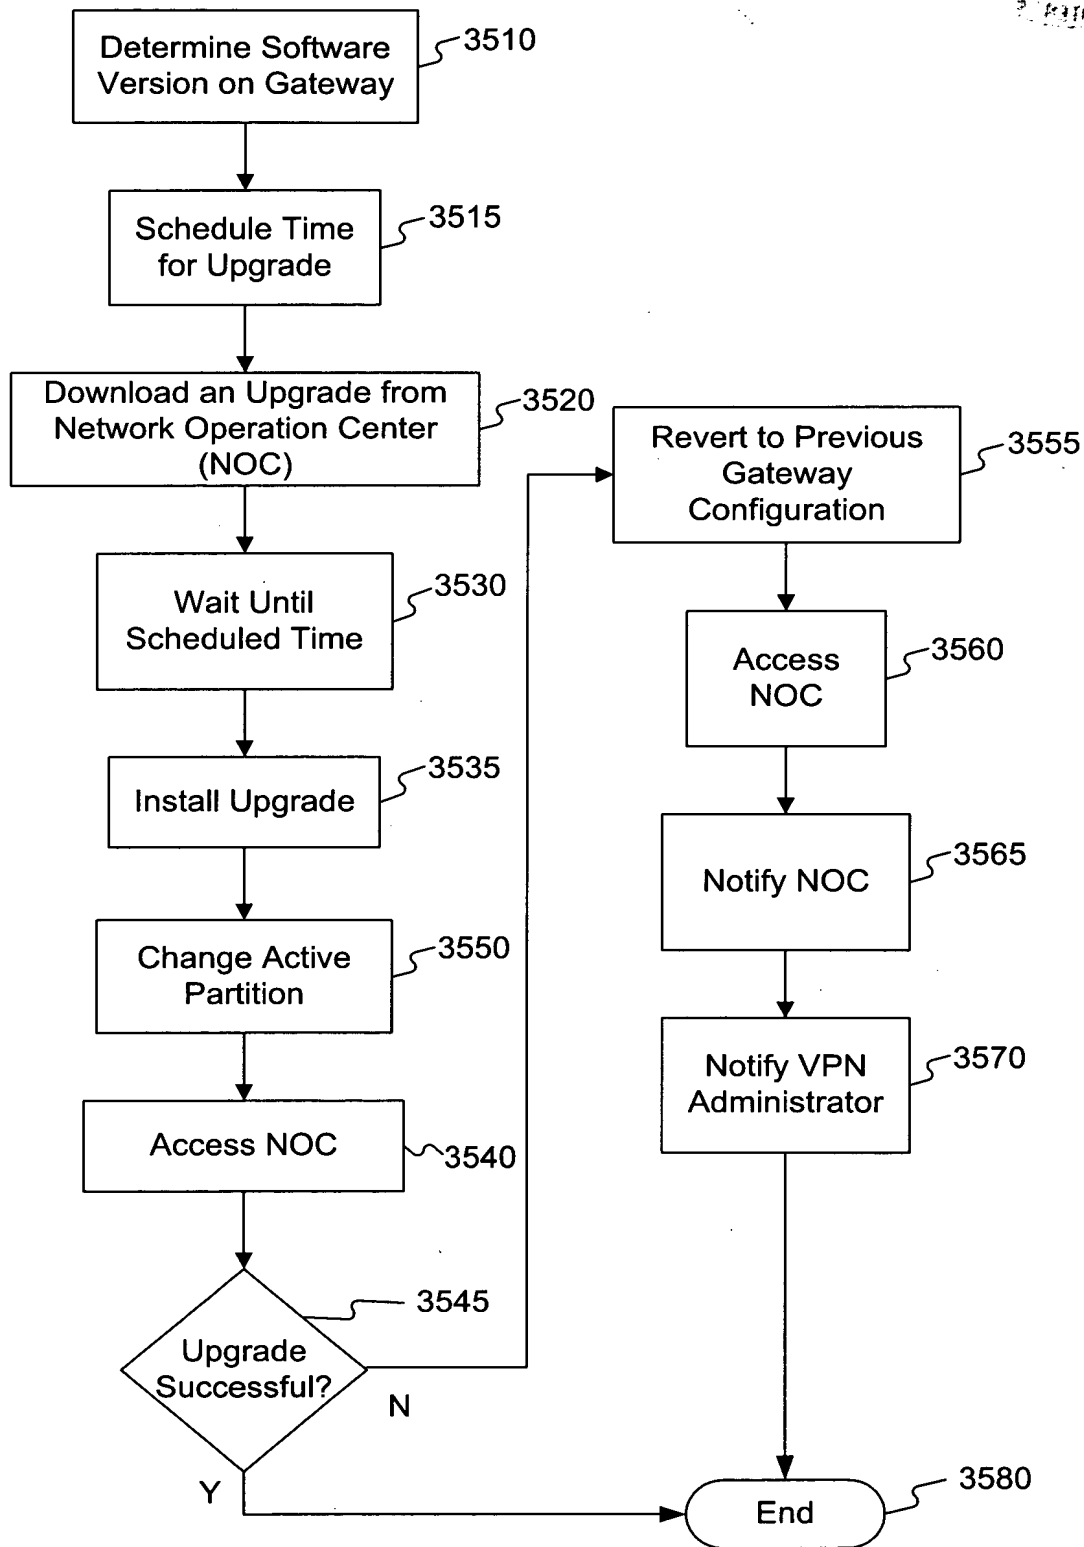 Determine Software
Version on Gateway
3510
Schedule Time
for Upgrade
3515
Download an Upgrade from
Network Operation Center
(NOC)
3520
Wait Until
Scheduled Time
3530
Install Upgrade
3535
Change Active
Partition
3550
Access NOC
3540
Upgrade
Successful?
3545
N
Y
Revert to Previous
Gateway
Configuration
3555
Access
NOC
3560
Notify NOC
3565
Notify VPN
Administrator
3570
End
3580